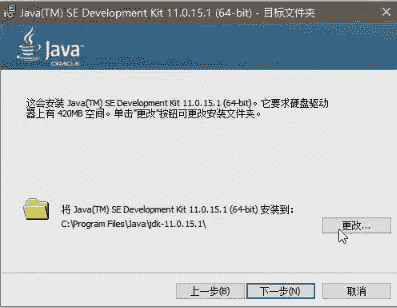 Java(TM) SE Development Kit 11.0.15.1 (64-bit) - 目标文件夹
Java
ORACLE
这会安装 Java(TM) SE Development Kit 11.0.15.1 (64-bit)。它要求硬盘驱动
器上有 420MB 空间。单击“更改”按钮可更改安装文件夹。
将 Java(TM) SE Development Kit 11.0.15.1 (64-bit) 安装到：
C:\Program Files\Java\jdk-11.0.15.1\
更改...
上一步(B)
下一步(N)
取消